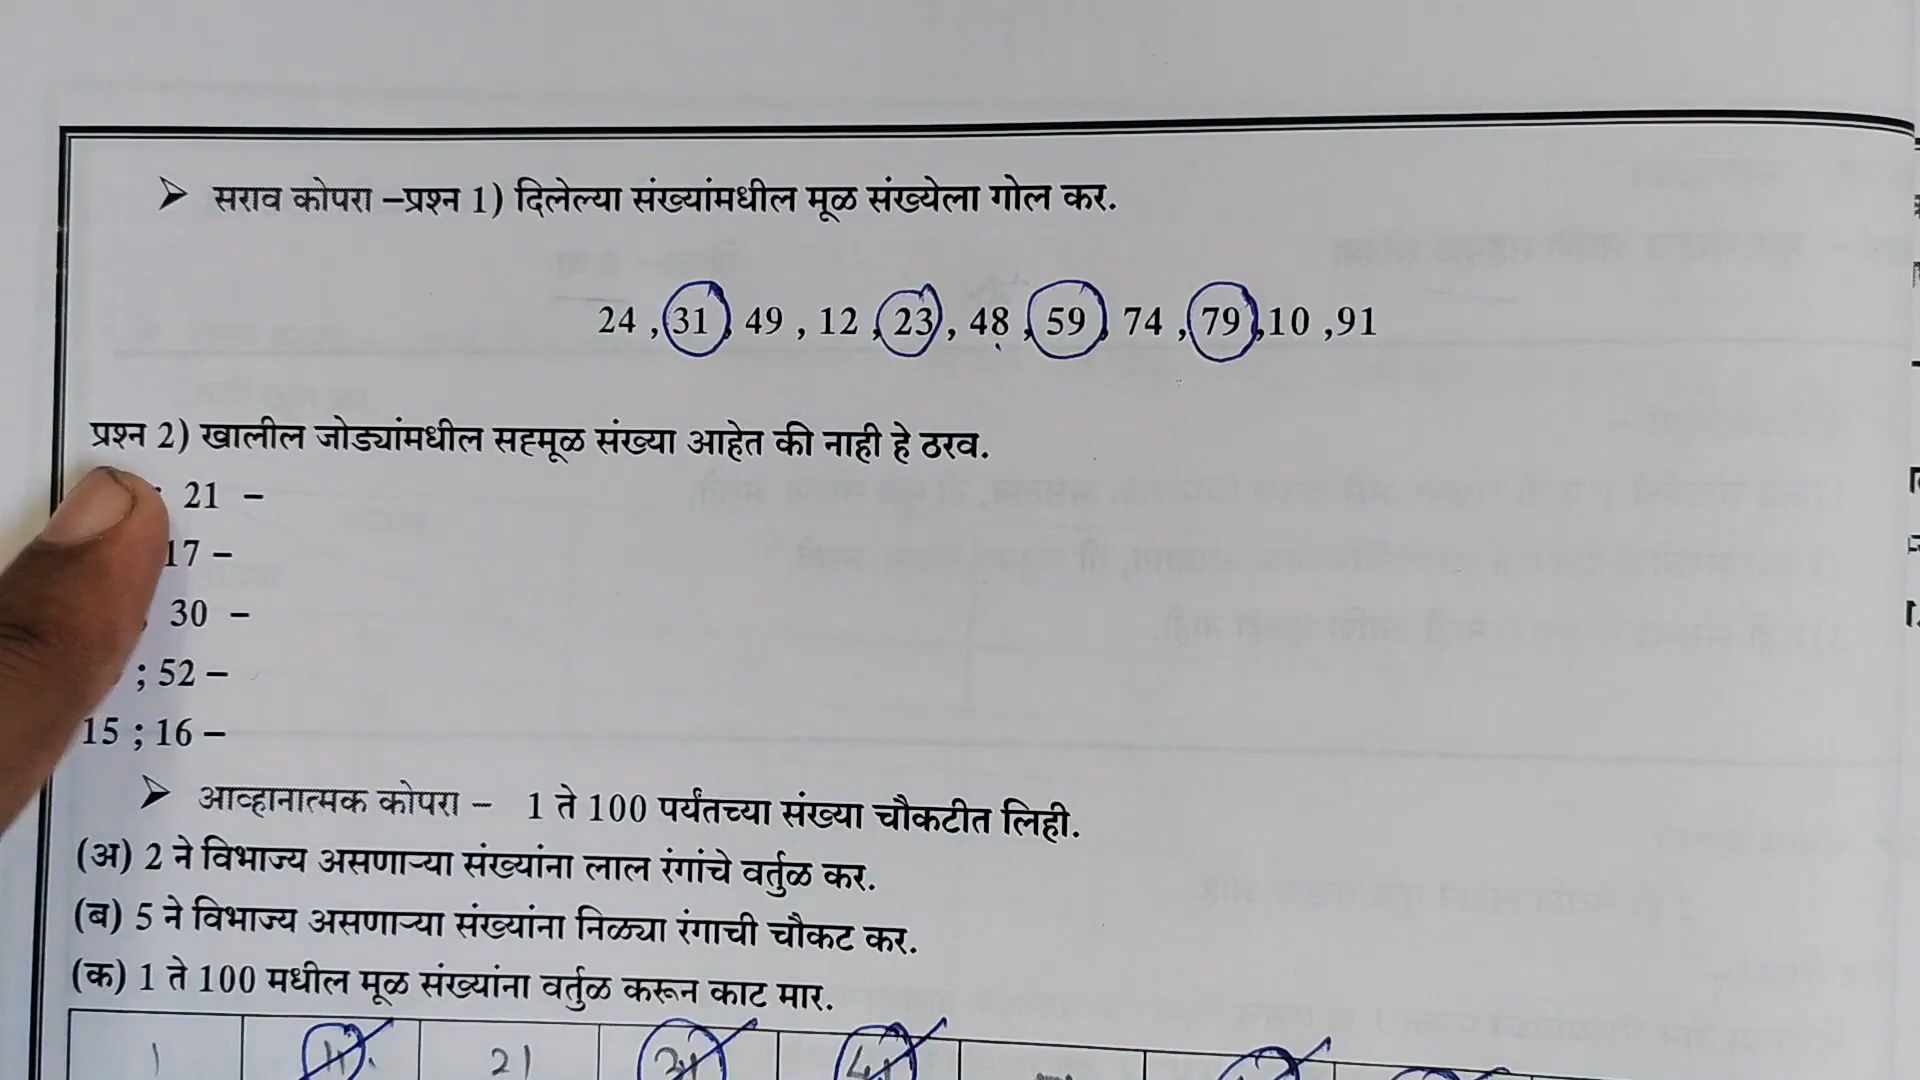 ➤ सराव कोपरा –प्रश्न 1) दिलेल्या संख्यांमधील मूळ संख्येला गोल कर.
24 , 31 , 49 , 12 , 23 , 48 , 59 , 74 , 79 , 10 ,91
प्रश्न 2) खालील जोड्यांमधील सहमूळ संख्या आहेत की नाही हे ठरव.
21 –
17 –
30 –
; 52 –
15 ; 16 –
➤ आव्हानात्मक कोपरा – 1 ते 100 पर्यंतच्या संख्या चौकटीत लिही.
(अ) 2 ने विभाज्य असणाऱ्या संख्यांना लाल रंगांचे वर्तुळ कर.
(ब) 5 ने विभाज्य असणाऱ्या संख्यांना निळ्या रंगाची चौकट कर.
(क) 1 ते 100 मधील मूळ संख्यांना वर्तुळ करून काट मार.
1 11 21 31 41